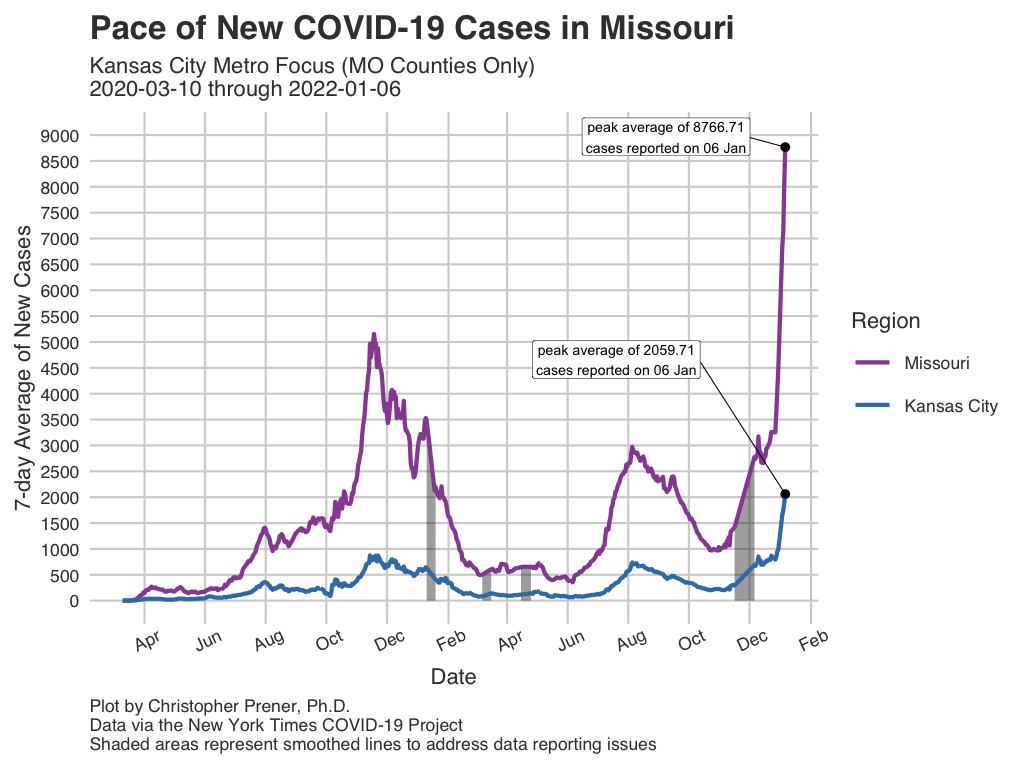 Pace of New COVID-19 Cases in Missouri
Kansas City Metro Focus (MO Counties Only)
2020-03-10 through 2022-01-06
peak average of 8766.71
cases reported on 06 Jan
peak average of 2059.71
cases reported on 06 Jan
7-day Average of New Cases
9000
8500
8000
7500
7000
6500
6000
5500
5000
4500
4000
3500
3000
2500
2000
1500
1000
500
0
Apr
Jun
Aug
Oct
Dec
Feb
Apr
Jun
Aug
Oct
Dec
Feb
Date
Region
Missouri
Kansas City
Plot by Christopher Prener, Ph.D.
Data via the New York Times COVID-19 Project
Shaded areas represent smoothed lines to address data reporting issues